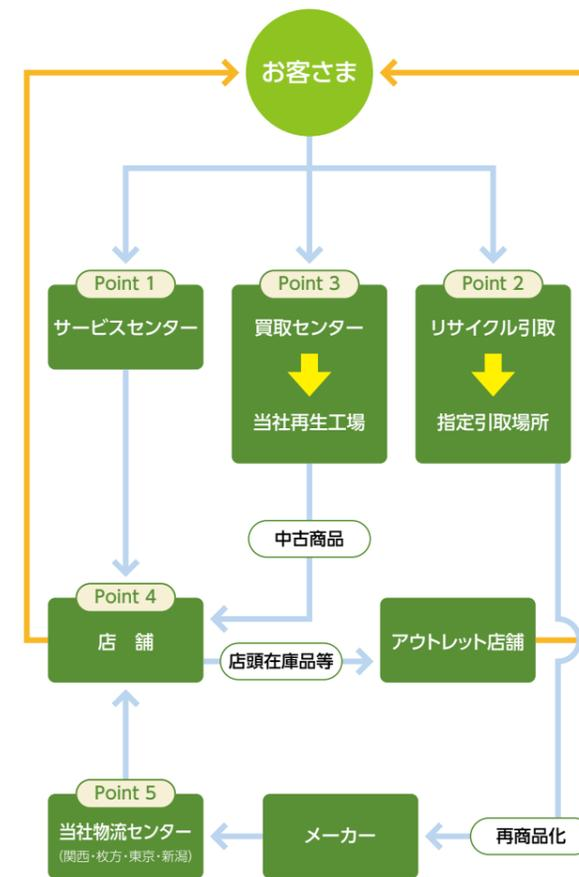 お客さま
Point 1
サービスセンター
Point 3
買取センター
当社再生工場
Point 2
リサイクル引取
指定引取場所
中古商品
Point 4
店 舗
店頭在庫品等
アウトレット店舗
Point 5
当社物流センター
(関西・枚方・東京・新潟)
メーカー
再商品化